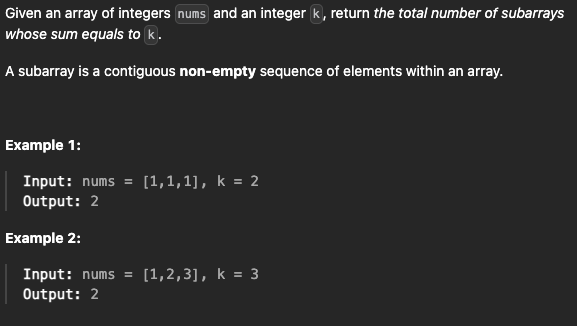 Given an array of integers nums and an integer k, return the total number of subarrays
whose sum equals to k.
A subarray is a contiguous non-empty sequence of elements within an array.
Example 1:
Input: nums = [1,1,1], k = 2
Output: 2
Example 2:
Input: nums = [1,2,3], k = 3
Output: 2